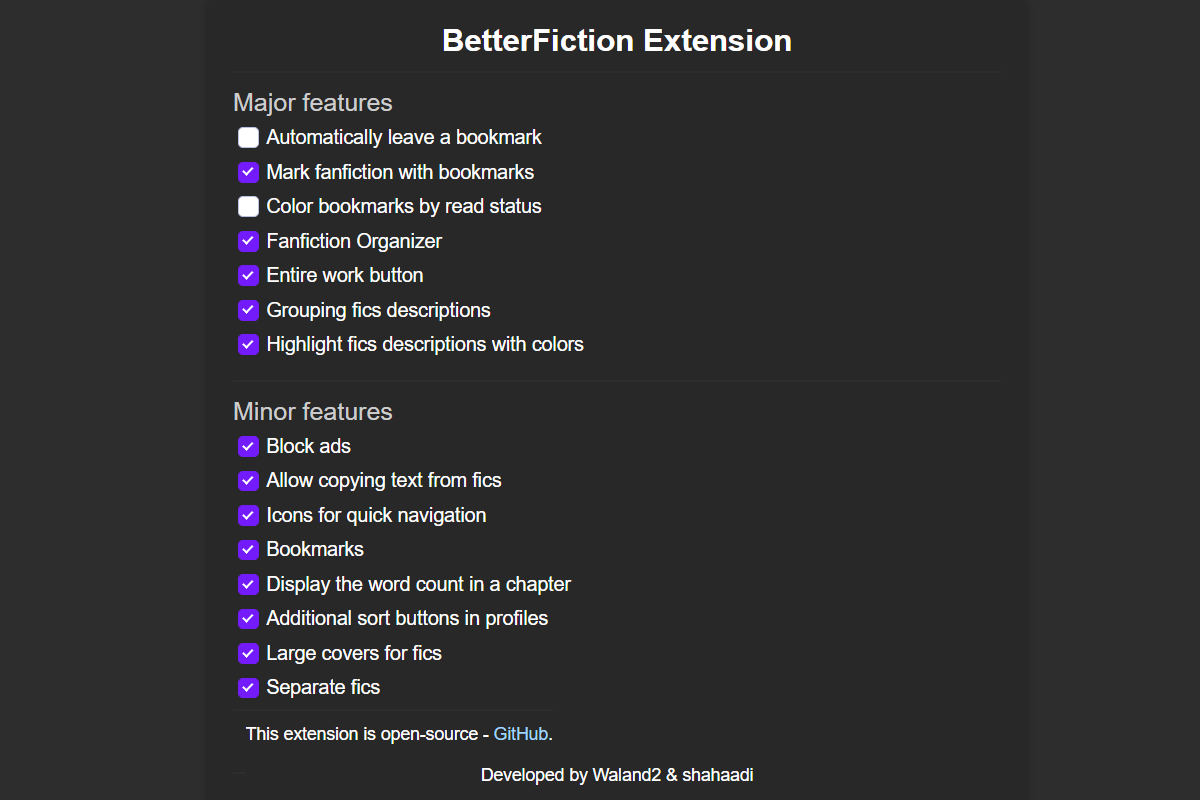 BetterFiction Extension
Major features
Automatically leave a bookmark
Mark fanfiction with bookmarks
Color bookmarks by read status
Fanfiction Organizer
Entire work button
Grouping fics descriptions
Highlight fics descriptions with colors
Minor features
Block ads
Allow copying text from fics
Icons for quick navigation
Bookmarks
Display the word count in a chapter
Additional sort buttons in profiles
Large covers for fics
Separate fics
This extension is open-source - GitHub.
Developed by Waland2 & shahaadi